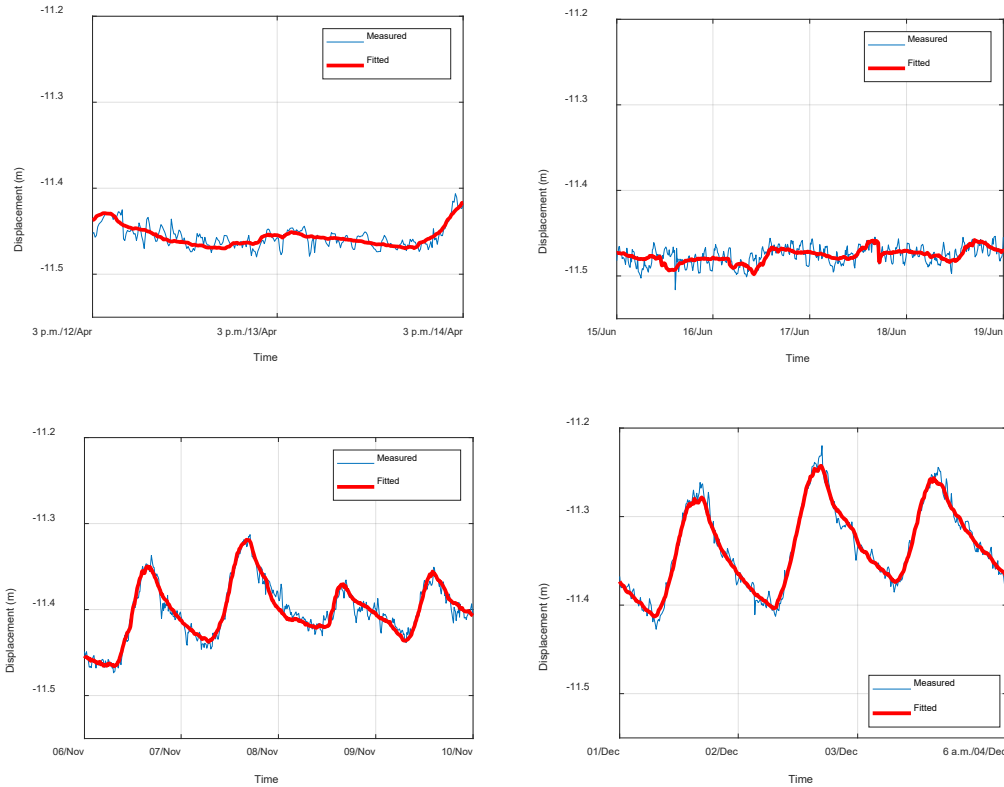 -11.2
Measured
Fitted
-11.3
Displacement (m)
-11.4
-11.5
3 p.m./12/Apr 3 p.m./13/Apr 3 p.m./14/Apr
Time
-11.2
Measured
Fitted
-11.3
Displacement (m)
-11.4
-11.5
15/Jun 16/Jun 17/Jun 18/Jun 19/Jun
Time
-11.2
Measured
Fitted
-11.3
Displacement (m)
-11.4
-11.5
06/Nov 07/Nov 08/Nov 09/Nov 10/Nov
Time
-11.2
-11.3
Displacement (m)
-11.4
-11.5
Measured
Fitted
01/Dec 02/Dec 03/Dec 6 a.m./04/Dec
Time